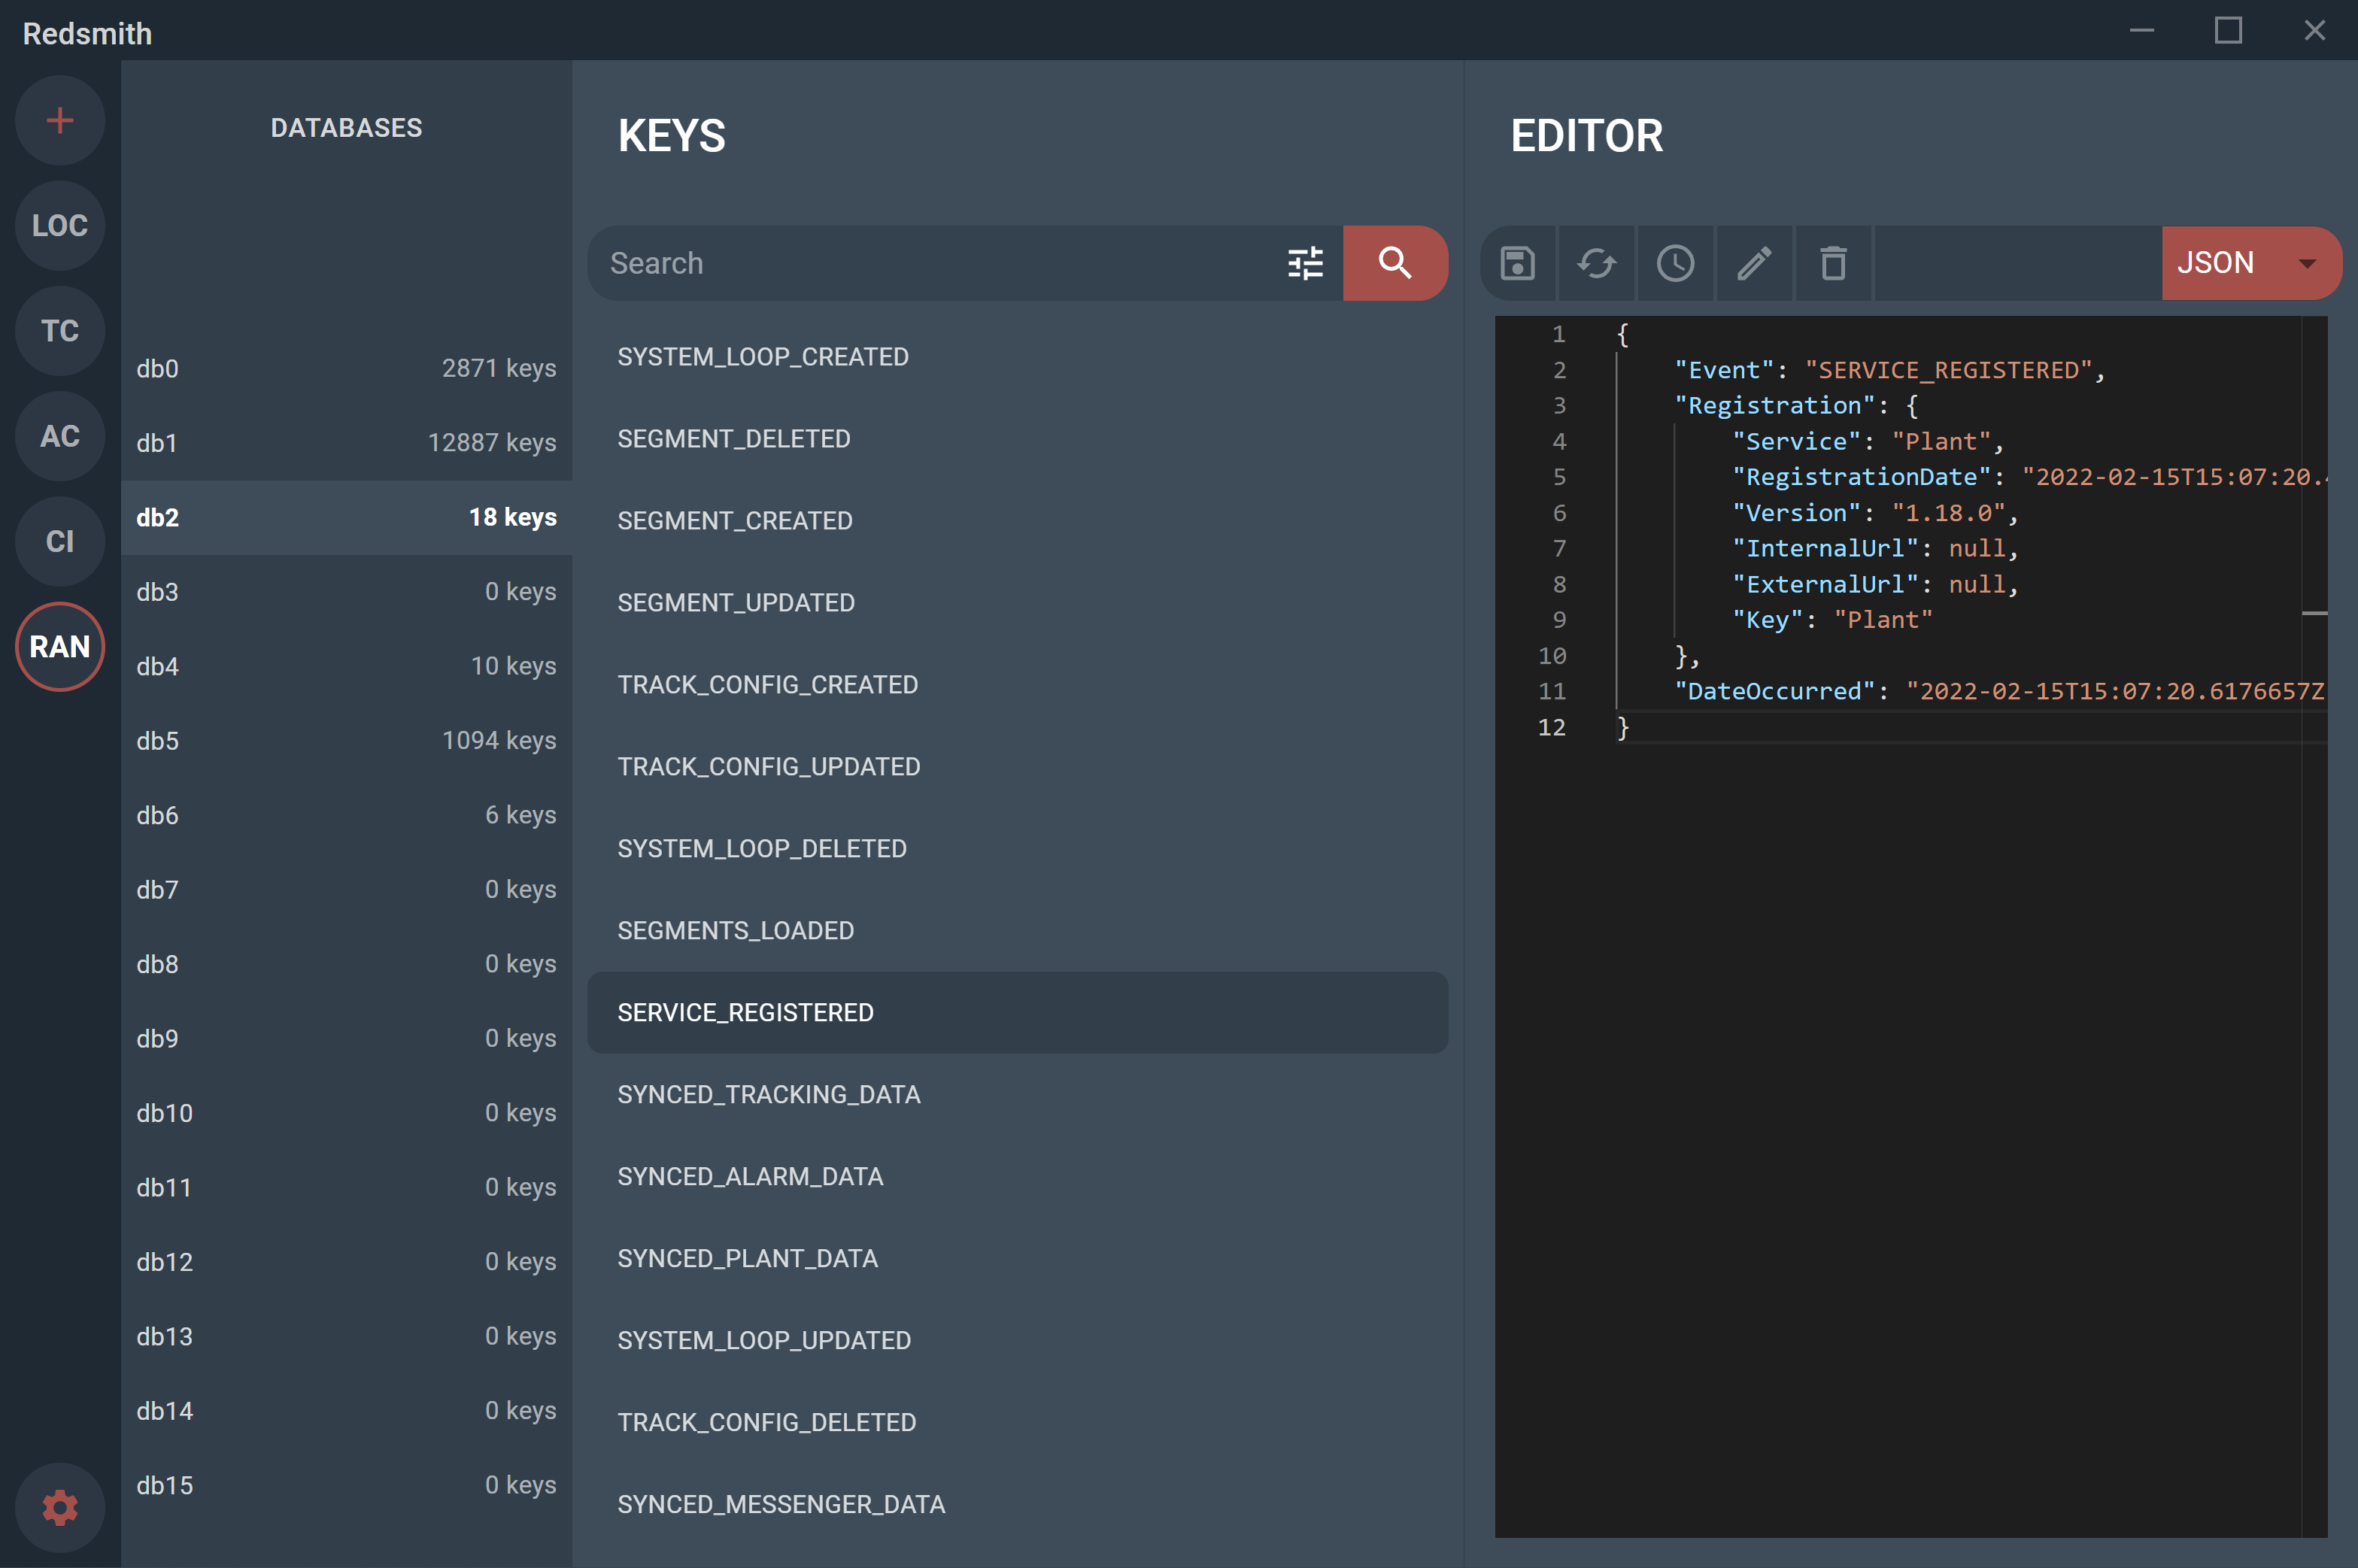 Redsmith
+
LOC
TC
AC
CI
RAN
DATABASES
db0 2871 keys
db1 12887 keys
db2 18 keys
db3 0 keys
db4 10 keys
db5 1094 keys
db6 6 keys
db7 0 keys
db8 0 keys
db9 0 keys
db10 0 keys
db11 0 keys
db12 0 keys
db13 0 keys
db14 0 keys
db15 0 keys
KEYS
Search
SYSTEM_LOOP_CREATED
SEGMENT_DELETED
SEGMENT_CREATED
SEGMENT_UPDATED
TRACK_CONFIG_CREATED
TRACK_CONFIG_UPDATED
SYSTEM_LOOP_DELETED
SEGMENTS_LOADED
SERVICE_REGISTERED
SYNCED_TRACKING_DATA
SYNCED_ALARM_DATA
SYNCED_PLANT_DATA
SYSTEM_LOOP_UPDATED
TRACK_CONFIG_DELETED
SYNCED_MESSENGER_DATA
EDITOR
JSON
1 {
2 "Event": "SERVICE_REGISTERED",
3 "Registration": {
4 "Service": "Plant",
5 "RegistrationDate": "2022-02-15T15:07:20.
6 "Version": "1.18.0",
7 "InternalUrl": null,
8 "ExternalUrl": null,
9 "Key": "Plant"
10 },
11 "DateOccurred": "2022-02-15T15:07:20.6176657Z
12 }